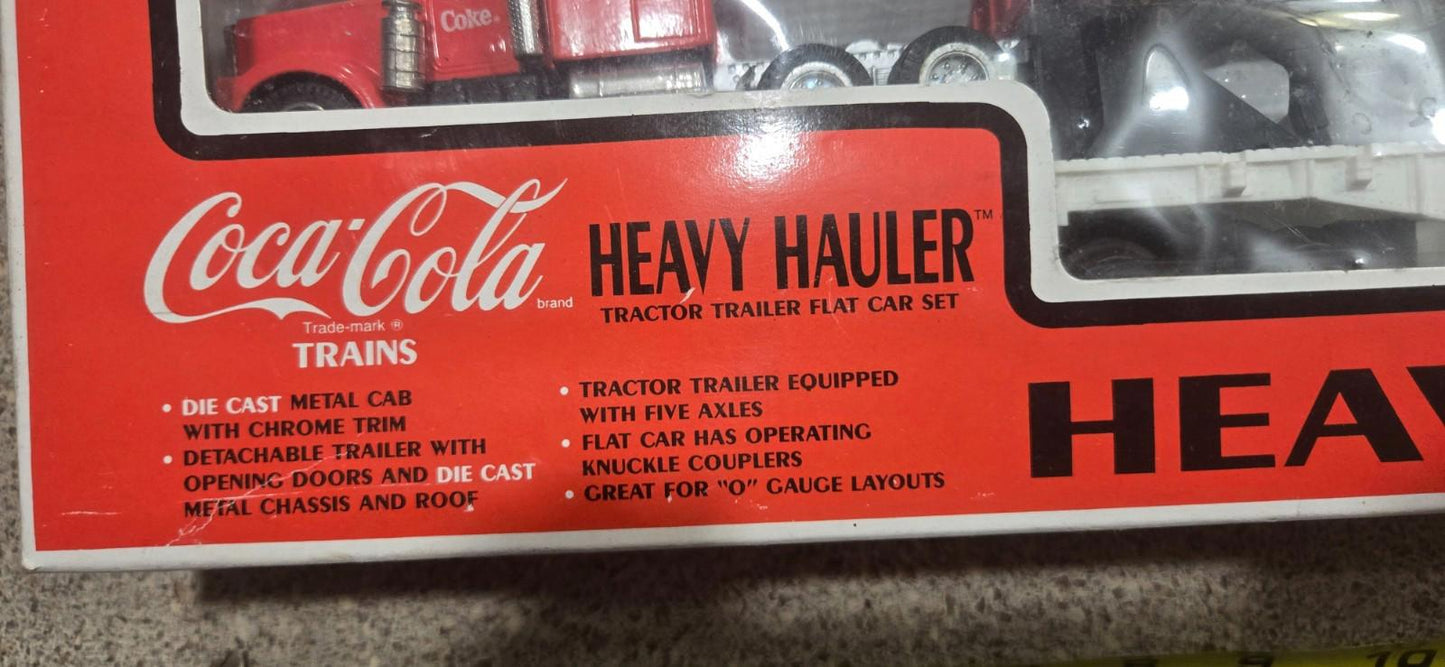 Coke
Coca-Cola
brand
Trade-mark ®
TRAINS
HEAVY HAULER™
TRACTOR TRAILER FLAT CAR SET
• DIE CAST METAL CAB
WITH CHROME TRIM
• DETACHABLE TRAILER WITH
OPENING DOORS AND DIE CAST
METAL CHASSIS AND ROOF
• TRACTOR TRAILER EQUIPPED
WITH FIVE AXLES
• FLAT CAR HAS OPERATING
KNUCKLE COUPLERS
• GREAT FOR "O" GAUGE LAYOUTS
HEA